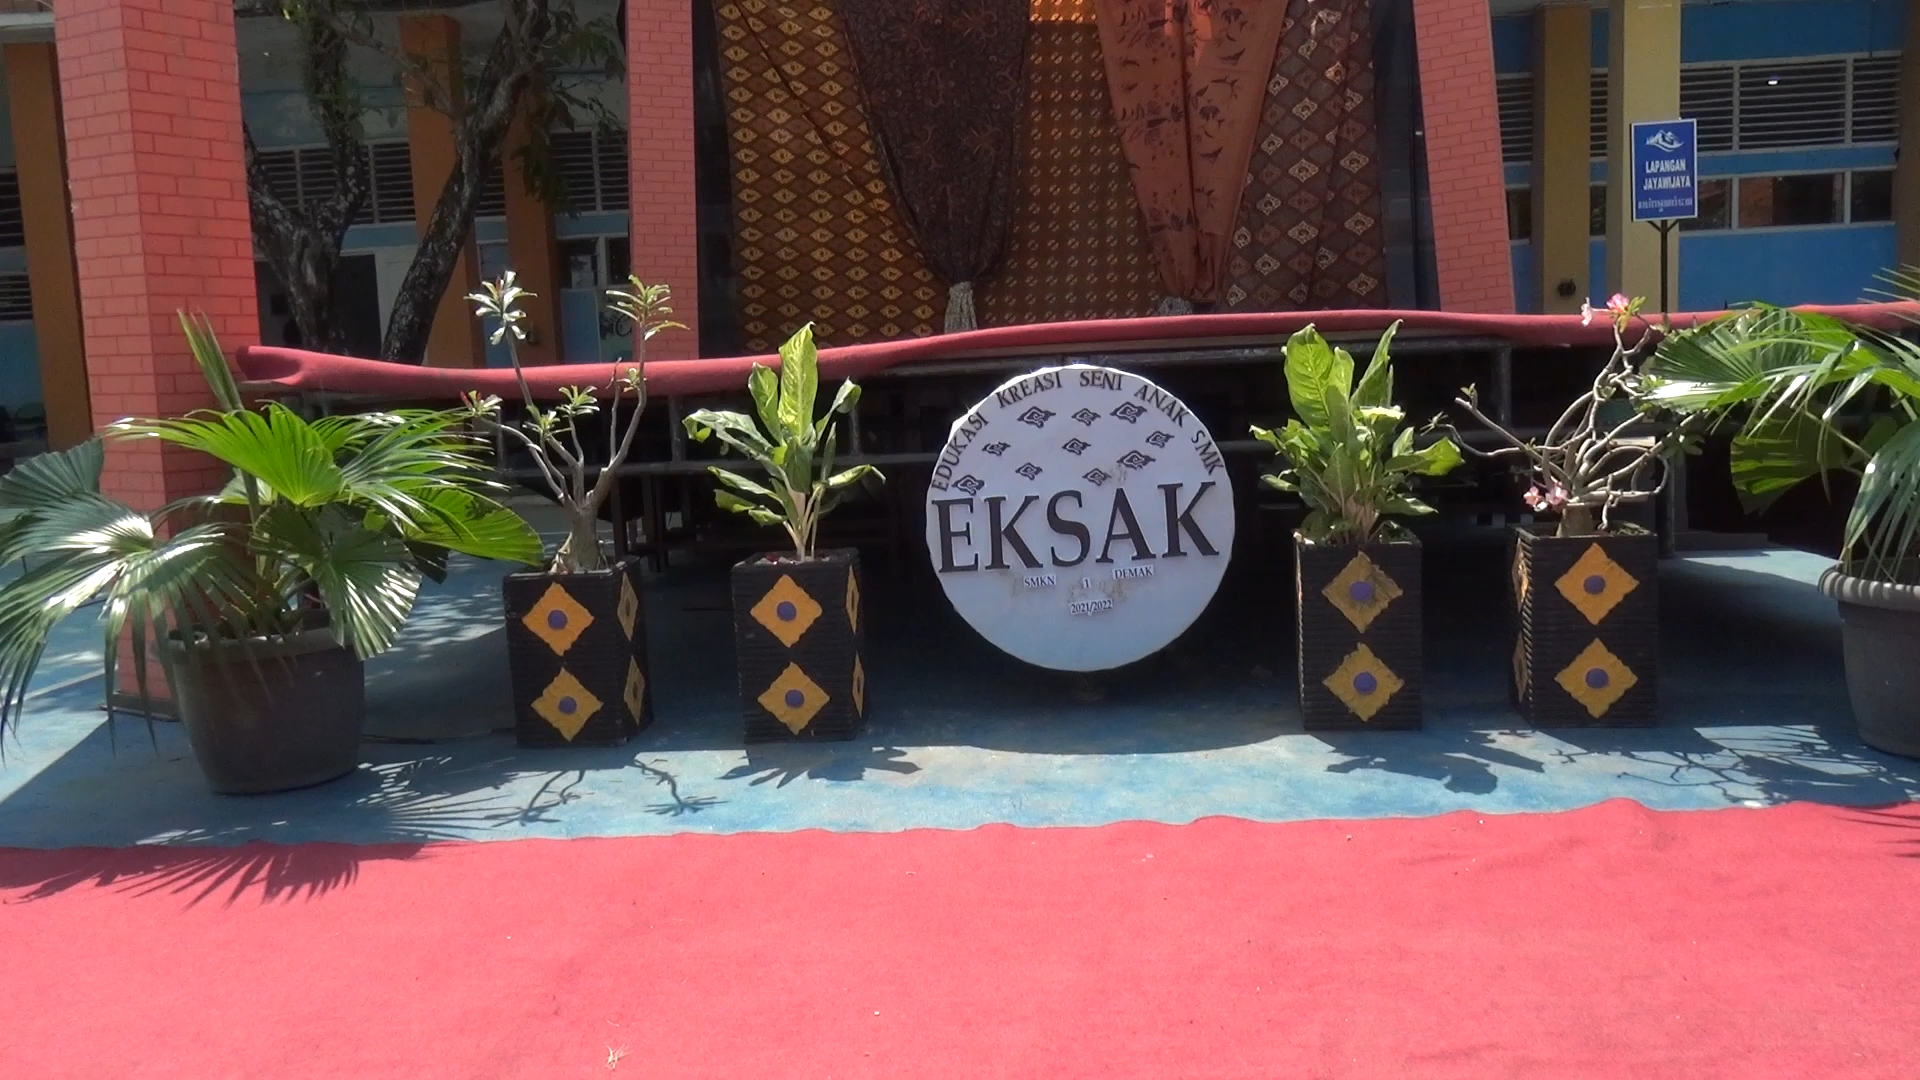 EDUKASI KREASI SENI ANAK SMK
EKSAK
SMKN 1 DEMAK
2021/2022
LAPANGAN
JAYAWIJAYA